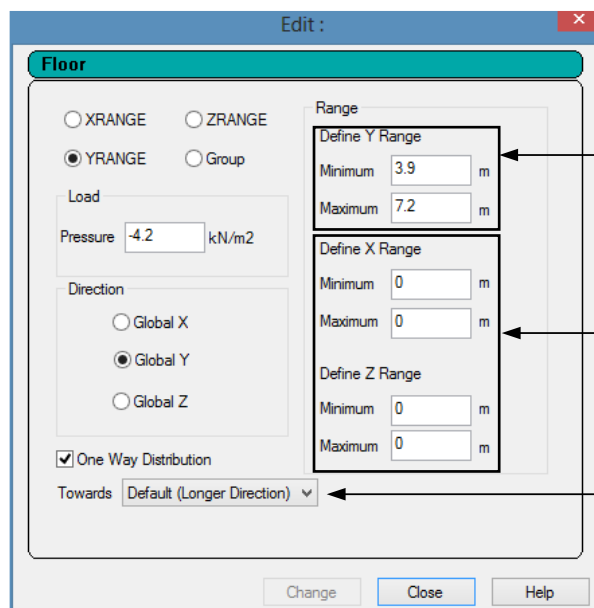 Edit :
Floor
XRANGE
ZRANGE
YRANGE
Group
Load
Pressure -4.2 kN/m2
Direction
Global X
Global Y
Global Z
One Way Distribution
Towards Default (Longer Direction)
Range
Define Y Range
Minimum 3.9 m
Maximum 7.2 m
Define X Range
Minimum 0 m
Maximum 0 m
Define Z Range
Minimum 0 m
Maximum 0 m
Change Close Help